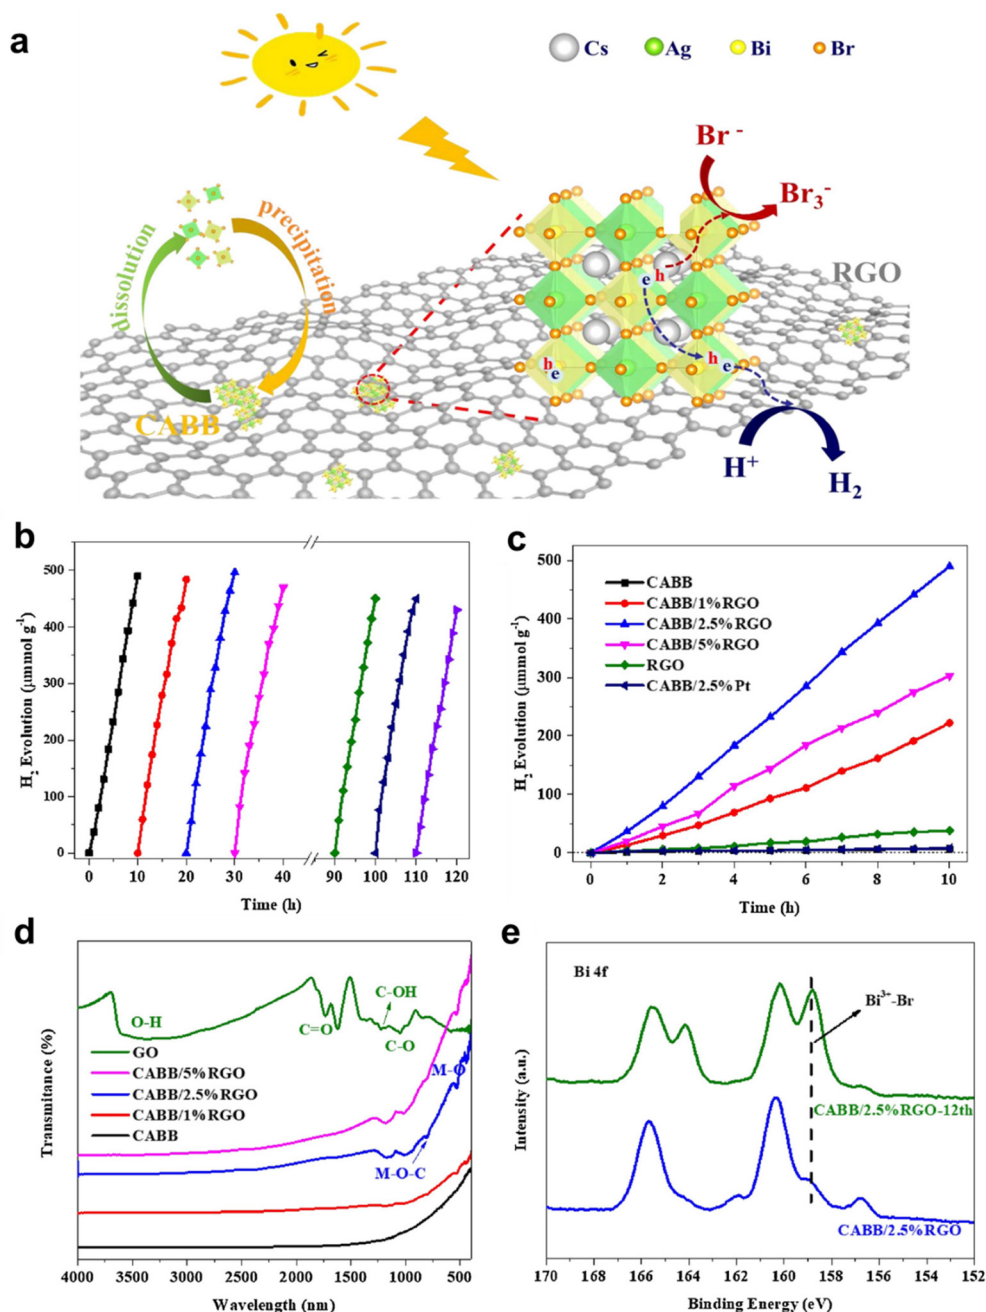 a
Cs Ag Bi Br
Br -
Br3-
dissolution
precipitation
RGO
h
e
h
e
h
e
CABB
H+
H2
b
H2 Evolution (μmmol g-1)
500
400
300
200
100
0
0 10 20 30 40 90 100 110 120
Time (h)
c
H2 Evolution (μmmol g-1)
500
400
300
200
100
0
CABB
CABB/1%RGO
CABB/2.5%RGO
CABB/5%RGO
RGO
CABB/2.5%Pt
0 2 4 6 8 10
Time (h)
d
Transmitance (%)
O-H
C=O
C-OH
C-O
GO
CABB/5%RGO
CABB/2.5%RGO
CABB/1%RGO
CABB
M-O
M-O-C
4000 3500 3000 2500 2000 1500 1000 500
Wavelength (nm)
e
Intensity (a.u.)
Bi 4f
Bi3+-Br
CABB/2.5%RGO-12th
CABB/2.5%RGO
170 168 166 164 162 160 158 156 154 152
Binding Energy (eV)